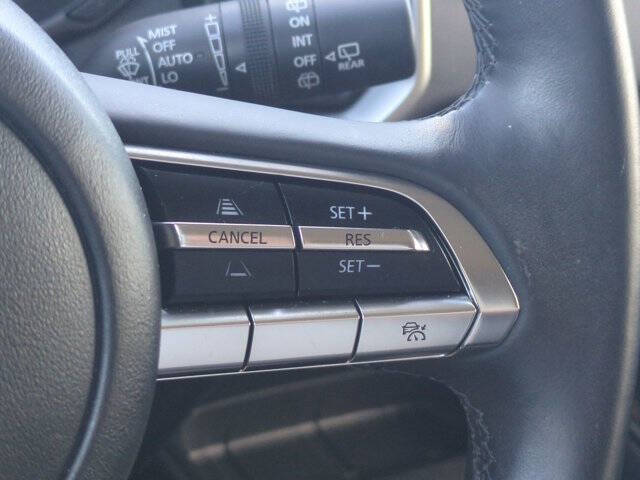 PULL
MIST
OFF
AUTO
LO
ON
INT
OFF
REAR
SET+
CANCEL
RES
SET-